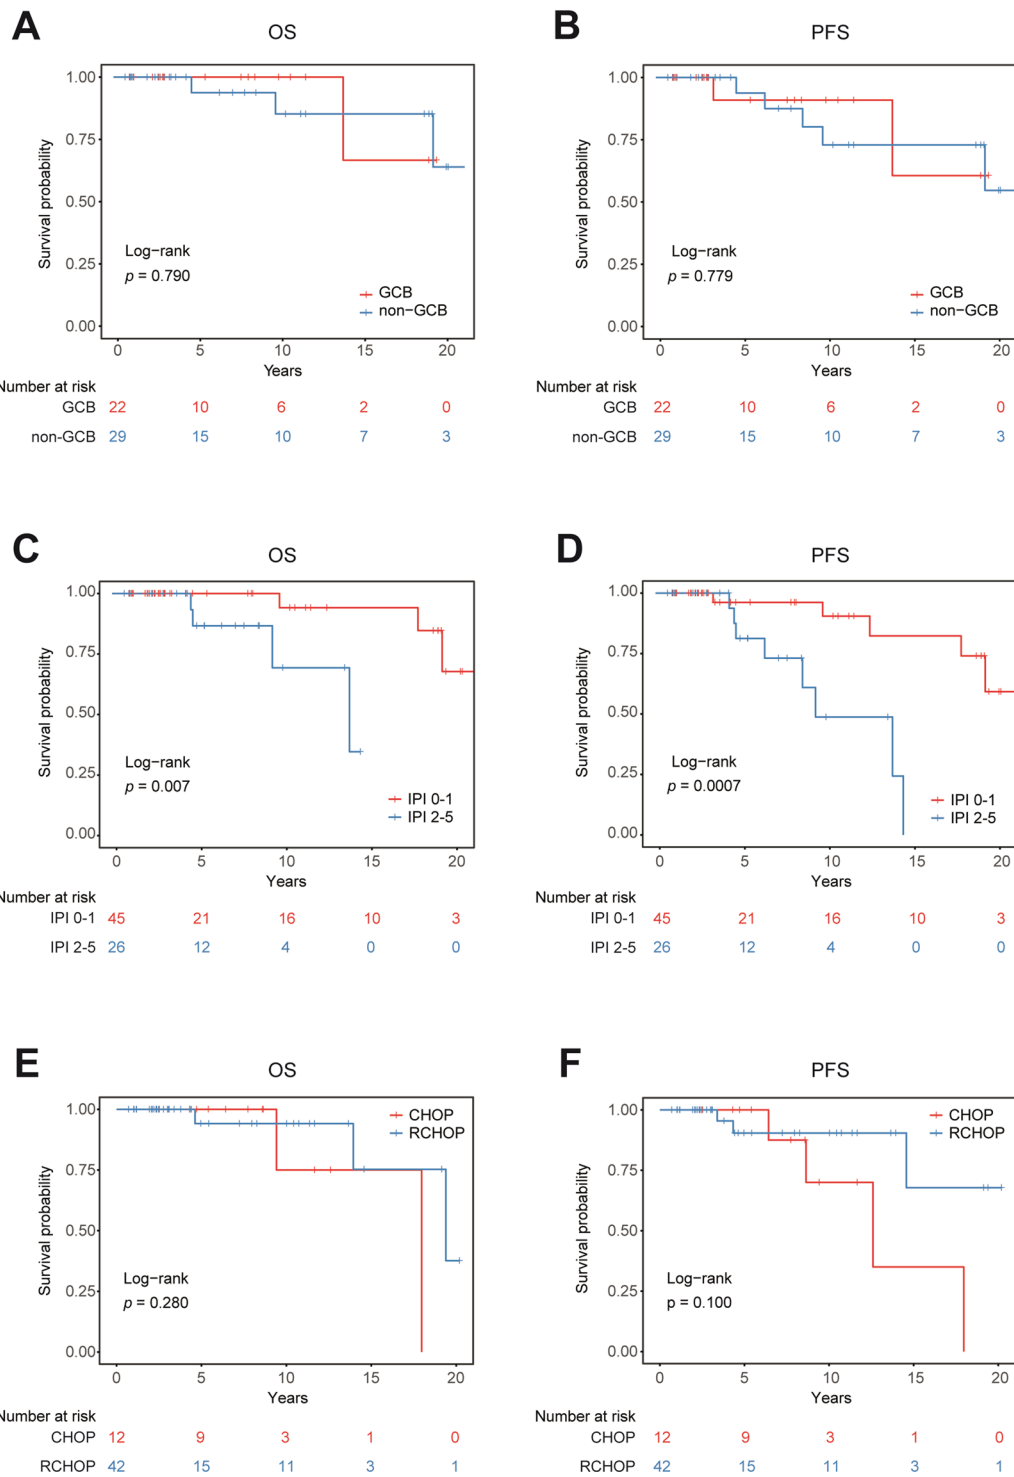 A
OS
B
PFS
1.00
0.75
0.50
0.25
0.00
Survival probability
Log−rank
p = 0.790
GCB
non−GCB
0 5 10 15 20
Years
Number at risk
GCB 22 10 6 2 0
non-GCB 29 15 10 7 3
1.00
0.75
0.50
0.25
0.00
Survival probability
Log−rank
p = 0.779
GCB
non−GCB
0 5 10 15 20
Years
Number at risk
GCB 22 10 6 2 0
non-GCB 29 15 10 7 3
C
OS
D
PFS
1.00
0.75
0.50
0.25
0.00
Survival probability
Log−rank
p = 0.007
IPI 0-1
IPI 2-5
0 5 10 15 20
Years
Number at risk
IPI 0-1 45 21 16 10 3
IPI 2-5 26 12 4 0 0
1.00
0.75
0.50
0.25
0.00
Survival probability
Log−rank
p = 0.0007
IPI 0-1
IPI 2-5
0 5 10 15 20
Years
Number at risk
IPI 0-1 45 21 16 10 3
IPI 2-5 26 12 4 0 0
E
OS
F
PFS
1.00
0.75
0.50
0.25
0.00
Survival probability
CHOP
RCHOP
Log−rank
p = 0.280
0 5 10 15 20
Years
Number at risk
CHOP 12 9 3 1 0
RCHOP 42 15 11 3 1
1.00
0.75
0.50
0.25
0.00
Survival probability
CHOP
RCHOP
Log−rank
p = 0.100
0 5 10 15 20
Years
Number at risk
CHOP 12 9 3 1 0
RCHOP 42 15 11 3 1